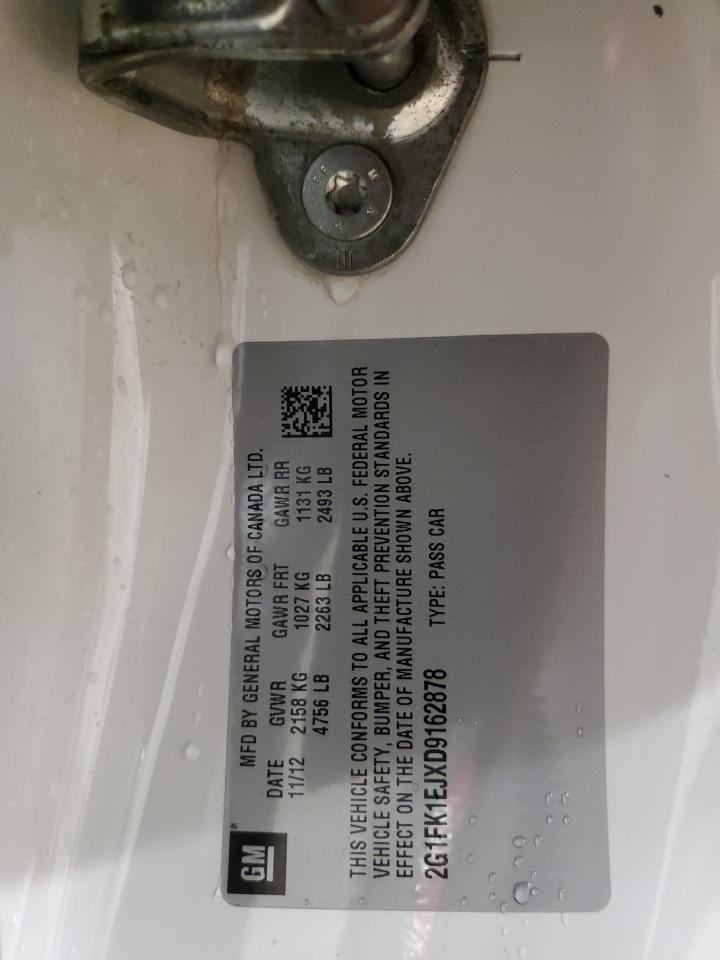 GM
MFD BY GENERAL MOTORS OF CANADA LTD.
DATE GVWR GAWR FRT GAWR RR
11/12 2158 KG 1027 KG 1131 KG
4756 LB 2263 LB 2493 LB
THIS VEHICLE CONFORMS TO ALL APPLICABLE U.S. FEDERAL MOTOR
VEHICLE SAFETY, BUMPER, AND THEFT PREVENTION STANDARDS IN
EFFECT ON THE DATE OF MANUFACTURE SHOWN ABOVE.
2G1FK1EJXD9162878 TYPE: PASS CAR